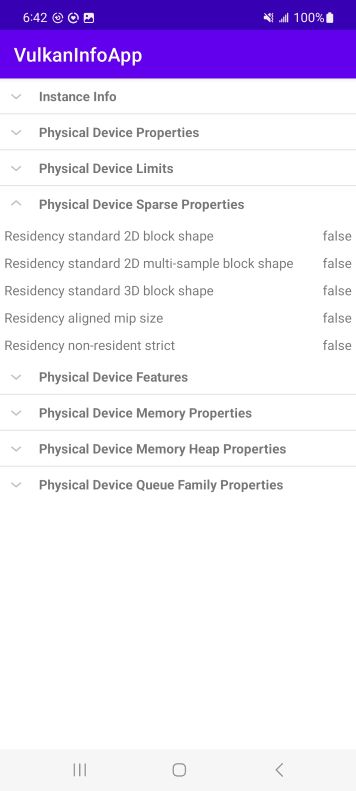 6:42 100%
VulkanInfoApp
Instance Info
Physical Device Properties
Physical Device Limits
Physical Device Sparse Properties
Residency standard 2D block shape false
Residency standard 2D multi-sample block shape false
Residency standard 3D block shape false
Residency aligned mip size false
Residency non-resident strict false
Physical Device Features
Physical Device Memory Properties
Physical Device Memory Heap Properties
Physical Device Queue Family Properties